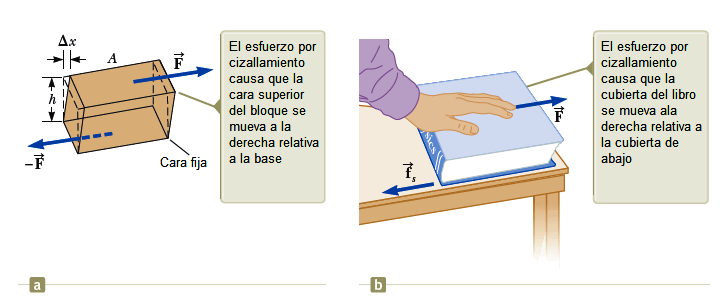 Δx
A
F
h
-F
Cara fija
El esfuerzo por
cizallamiento
causa que la
cara superior
del bloque se
mueva a la
derecha relativa
a la base
a
F
f s
El esfuerzo por
cizallamiento
causa que la
cubierta del libro
se mueva ala
derecha relativa a
la cubierta de
abajo
b